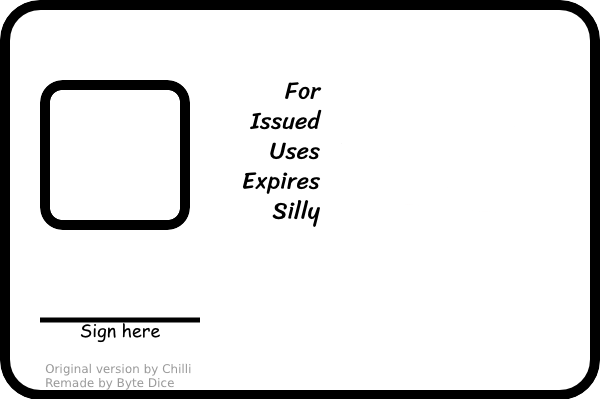 For
Issued
Uses
Expires
Silly
Sign here
Original version by Chilli
Remade by Byte Dice